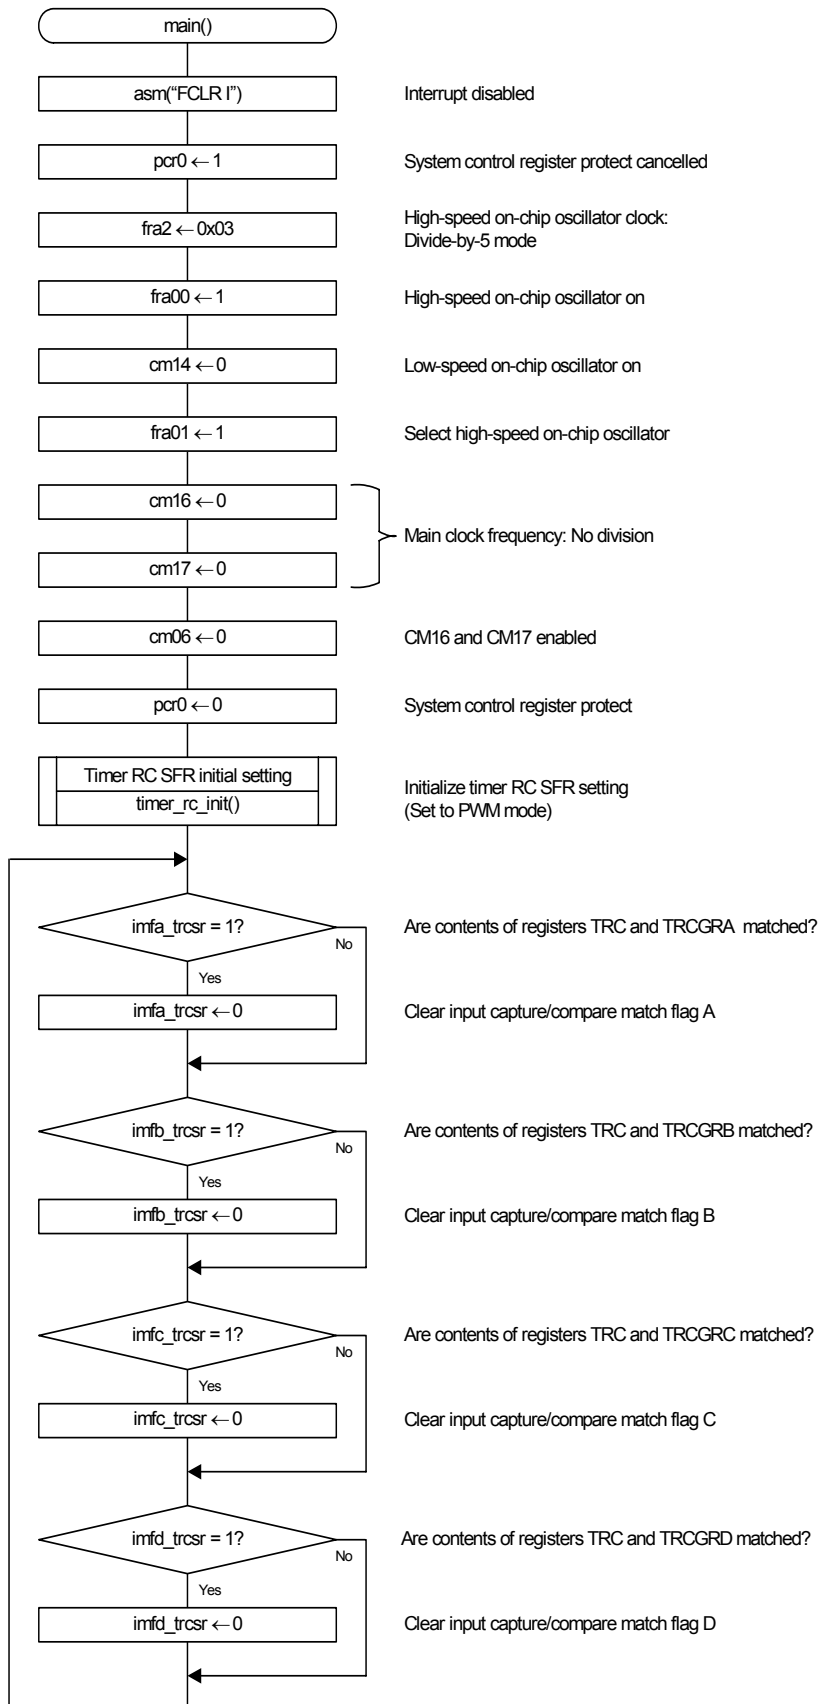 main()
asm("FCLR I")
Interrupt disabled
pcr0 ← 1
System control register protect cancelled
fra2 ← 0x03
High-speed on-chip oscillator clock:
Divide-by-5 mode
fra00 ← 1
High-speed on-chip oscillator on
cm14 ← 0
Low-speed on-chip oscillator on
fra01 ← 1
Select high-speed on-chip oscillator
cm16 ← 0
Main clock frequency: No division
cm17 ← 0
cm06 ← 0
CM16 and CM17 enabled
pcr0 ← 0
System control register protect
Timer RC SFR initial setting
timer_rc_init()
Initialize timer RC SFR setting
(Set to PWM mode)
imfa_trcsr = 1?
Are contents of registers TRC and TRCGRA matched?
No
Yes
imfa_trcsr ← 0
Clear input capture/compare match flag A
imfb_trcsr = 1?
Are contents of registers TRC and TRCGRB matched?
No
Yes
imfb_trcsr ← 0
Clear input capture/compare match flag B
imfc_trcsr = 1?
Are contents of registers TRC and TRCGRC matched?
No
Yes
imfc_trcsr ← 0
Clear input capture/compare match flag C
imfd_trcsr = 1?
Are contents of registers TRC and TRCGRD matched?
No
Yes
imfd_trcsr ← 0
Clear input capture/compare match flag D